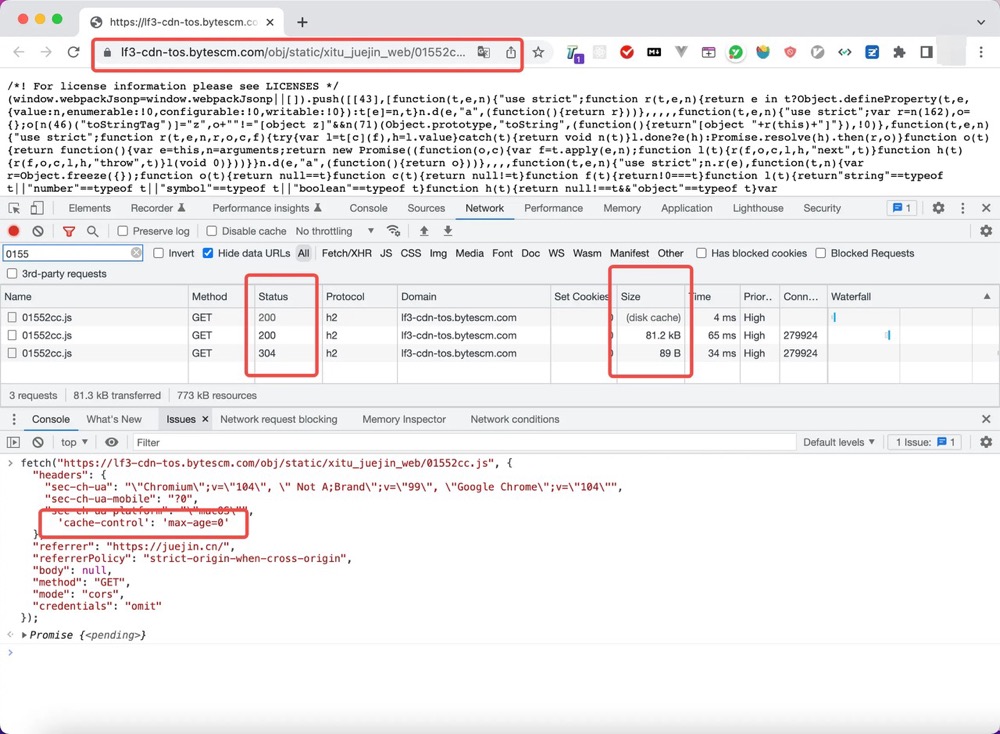 https://lf3-cdn-tos.bytescm.co
lf3-cdn-tos.bytescm.com/obj/static/xitu_juejin_web/01552c...
/*! For license information please see LICENSES */
(window.webpackJsonp=window.webpackJsonp||[]).push([[43],[function(t,e,n){"use strict";function r(t,e,n){return e in t?Object.defineProperty(t,e,
{value:n,enumerable:!0,configurable:!0,writable:!0}):t[e]=n,t}n.d(e,"a",(function(){return r}))},,,,,function(t,e,n){"use strict";var r=n(162),o=
{};o[n(46)("toStringTag")]="z",o+""!="[object z]"&&n(71)(Object.prototype,"toString",(function(){return"[object "+r(this)+"]"}),!0)},function(t,e,n)
{"use strict";function r(t,e,n,r,o,c,f){try{var l=t[c](f),h=l.value}catch(t){return void n(t)}l.done?e(h):Promise.resolve(h).then(r,o)}function o(t)
{return function(){var e=this,n=arguments;return new Promise((function(o,c){var f=t.apply(e,n);function l(t){r(f,o,c,l,h,"next",t)}function h(t)
{r(f,o,c,l,h,"throw",t)}l(void 0)}))}}n.d(e,"a",(function(){return o}))},,,,function(t,e,n){"use strict";n.r(e),function(t,n){var
r=Object.freeze({});function o(t){return null==t}function c(t){return null!=t}function f(t){return!0===t}function l(t){return"string"==typeof
t||"number"==typeof t||"symbol"==typeof t||"boolean"==typeof t}function h(t){return null!==t&&"object"==typeof t}var
Elements Recorder Performance insights Console Sources Network Performance Memory Application Lighthouse Security 1
Preserve log Disable cache No throttling
0155 Invert Hide data URLs All Fetch/XHR JS CSS Img Media Font Doc WS Wasm Manifest Other Has blocked cookies Blocked Requests
3rd-party requests
Name Method Status Protocol Domain Set Cookies Size Time Prior.. Conn... Waterfall
01552cc.js GET 200 h2 lf3-cdn-tos.bytescm.com 0 (disk cache) 4 ms High
01552cc.js GET 200 h2 lf3-cdn-tos.bytescm.com 0 81.2 kB 65 ms High 279924
01552cc.js GET 304 h2 lf3-cdn-tos.bytescm.com 0 89 B 34 ms High 279924
3 requests 81.3 kB transferred 773 kB resources
Console What's New Issues Network request blocking Memory Inspector Network conditions
top Filter Default levels 1 Issue: 1
fetch("https://lf3-cdn-tos.bytescm.com/obj/static/xitu_juejin_web/01552cc.js", {
"headers": {
"sec-ch-ua": "\"Chromium\";v=\"104\", \" Not A;Brand\";v=\"99\", \"Google Chrome\";v=\"104\"",
"sec-ch-ua-mobile": "?0",
"sec-ch-ua-platform": "\"macOS\"",
'cache-control': 'max-age=0'
},
"referrer": "https://juejin.cn/",
"referrerPolicy": "strict-origin-when-cross-origin",
"body": null,
"method": "GET",
"mode": "cors",
"credentials": "omit"
});
Promise {<pending>}